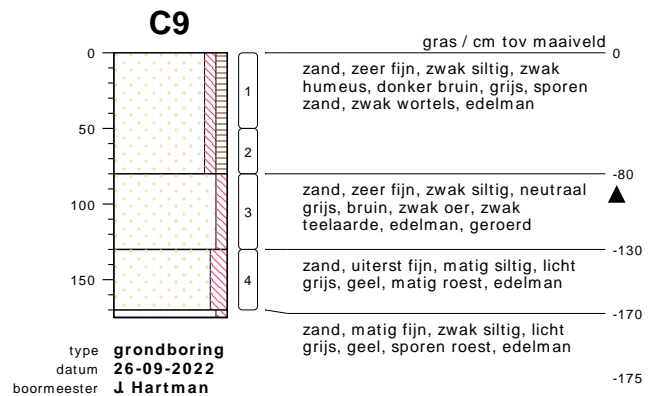 C9
gras / cm tov maaiveld
0
0
zand, zeer fijn, zwak siltig, zwak
humeus, donker bruin, grijs, sporen
zand, zwak wortels, edelman
1
50
2
-80
zand, zeer fijn, zwak siltig, neutraal
grijs, bruin, zwak oer, zwak
teelaarde, edelman, geroerd
100
3
-130
zand, uiterst fijn, matig siltig, licht
grijs, geel, matig roest, edelman
150
4
-170
zand, matig fijn, zwak siltig, licht
grijs, geel, sporen roest, edelman
-175
type grondboring
datum 26-09-2022
boormeester J. Hartman